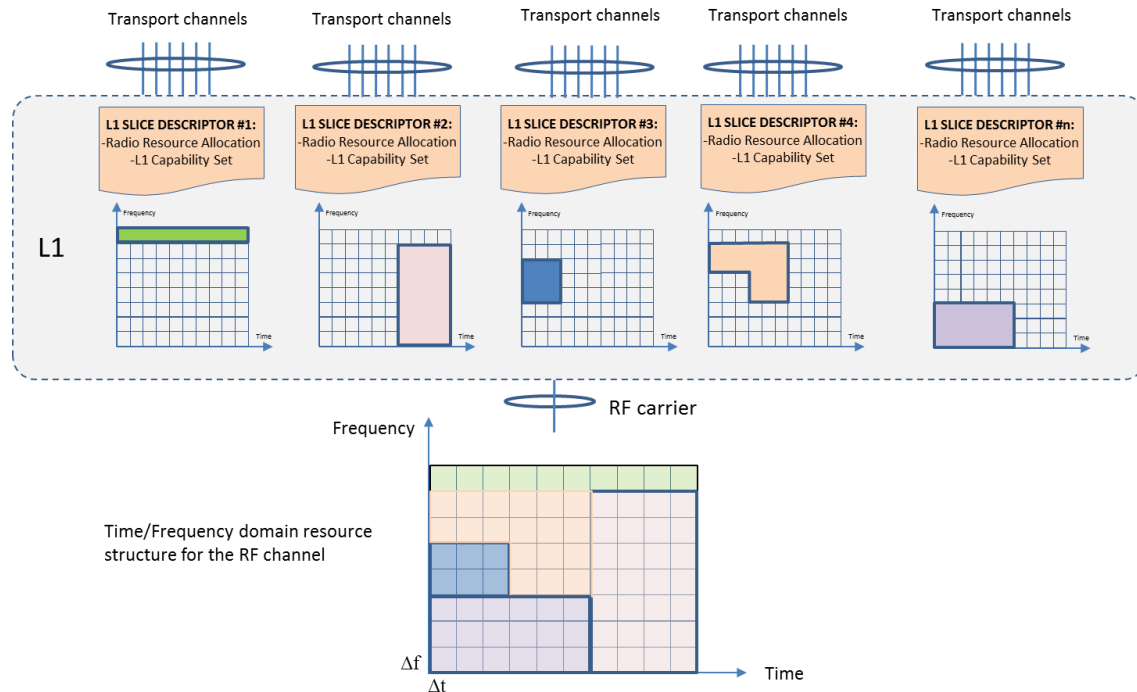 Transport channels
Transport channels
Transport channels
Transport channels
Transport channels
L1 SLICE DESCRIPTOR #1:
-Radio Resource Allocation
-L1 Capability Set
L1 SLICE DESCRIPTOR #2:
-Radio Resource Allocation
-L1 Capability Set
L1 SLICE DESCRIPTOR #3:
-Radio Resource Allocation
-L1 Capability Set
L1 SLICE DESCRIPTOR #4:
-Radio Resource Allocation
-L1 Capability Set
L1 SLICE DESCRIPTOR #n:
-Radio Resource Allocation
-L1 Capability Set
L1
Frequency
Time
Frequency
Time
Frequency
Time
Frequency
Time
Frequency
Time
RF carrier
Frequency
Time/Frequency domain resource
structure for the RF channel
Δf
Δt
Time